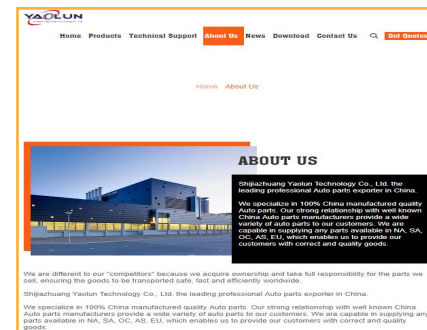 YAOLUN
Home Products Technical Support About Us News Download Contact Us Get Quotes
Home About Us
ABOUT US
Shijiazhuang Yaolun Technology Co., Ltd. the
leading professional Auto parts exporter in China.
We specialize in 100% China manufactured quality
Auto parts. Our strong relationship with well known
China Auto parts manufacturers provide a wide
variety of auto parts to our customers. We are
capable in supplying any parts available in NA, SA,
OC, AS, EU, which enables us to provide our
customers with correct and quality goods.
We are different to our "competitors" because we acquire ownership and take full responsibility for the parts we
sell, ensuring the goods to be transported safe, fast and efficiently worldwide.
Shijiazhuang Yaolun Technology Co., Ltd. the leading professional Auto parts exporter in China.
We specialize in 100% China manufactured quality Auto parts. Our strong relationship with well known China
Auto parts manufacturers provide a wide variety of auto parts to our customers. We are capable in supplying any
parts available in NA, SA, OC, AS, EU, which enables us to provide our customers with correct and quality
goods.